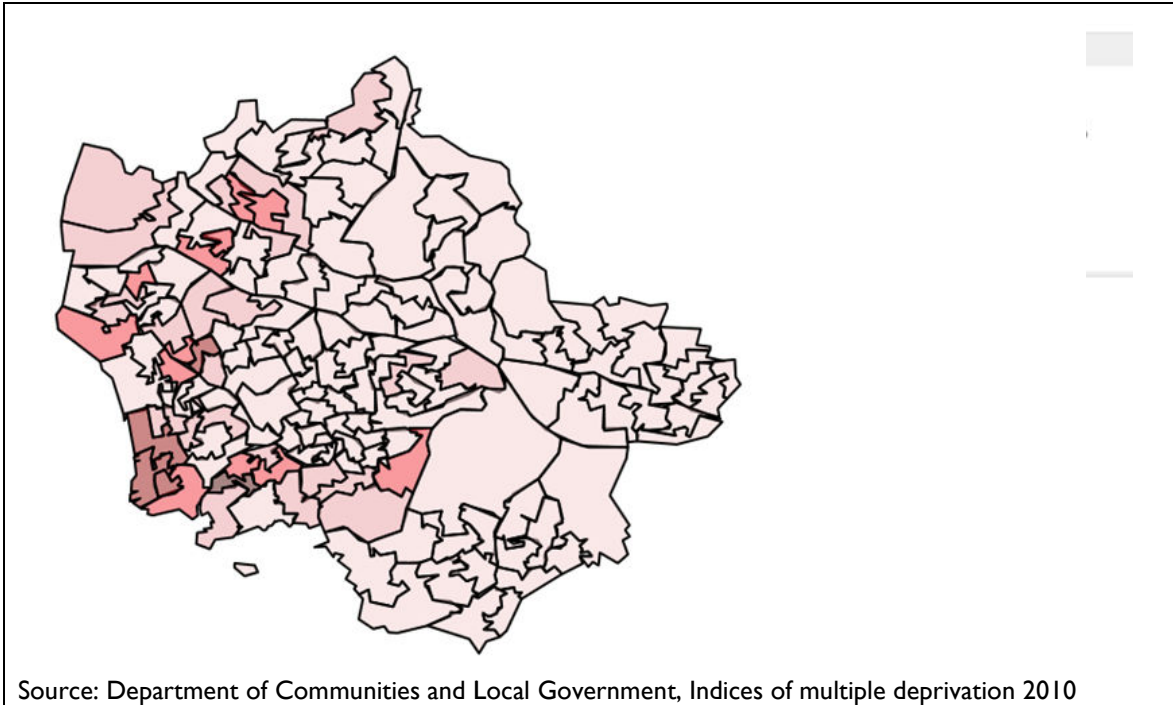 Source: Department of Communities and Local Government, Indices of multiple deprivation 2010